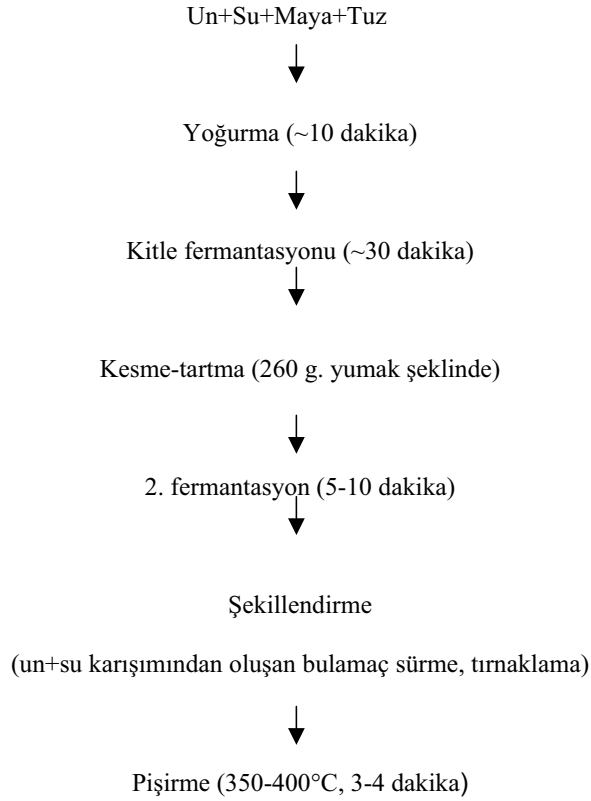 Un+Su+Maya+Tuz
Yoğurma (~10 dakika)
Kitle fermantasyonu (~30 dakika)
Kesme-tartma (260 g. yumak şeklinde)
2. fermantasyon (5-10 dakika)
Şekillendirme
(un+su karışımından oluşan bulamaç sürme, tırnaklama)
Pişirme (350-400°C, 3-4 dakika)